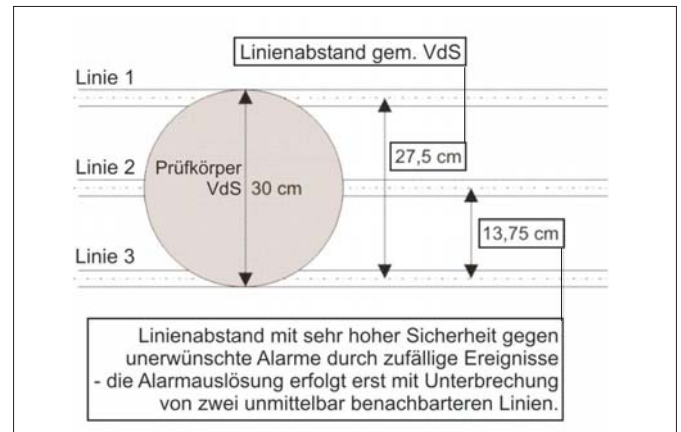 Linienabstand gem. VdS
Linie 1
27,5 cm
Linie 2
Prüfkörper
VdS 30 cm
13,75 cm
Linie 3
Linienabstand mit sehr hoher Sicherheit gegen
unerwünschte Alarme durch zufällige Ereignisse
- die Alarmauslösung erfolgt erst mit Unterbrechung
von zwei unmittelbar benachbarteren Linien.